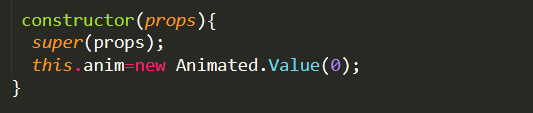 constructor(props){
super(props);
this.anim=new Animated.Value(0);
}